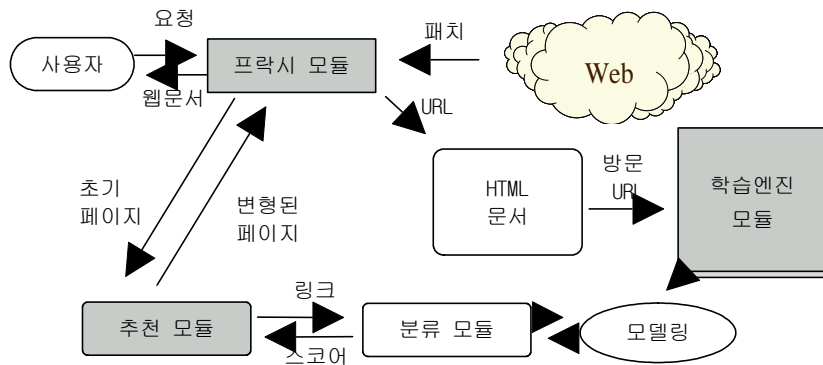 요청
사용자
프락시 모듈
패치
Web
웹문서
URL
초기
페이지
변형된
페이지
HTML
문서
방문
URL
학습엔진
모듈
링크
추천 모듈
분류 모듈
모델링
스코어